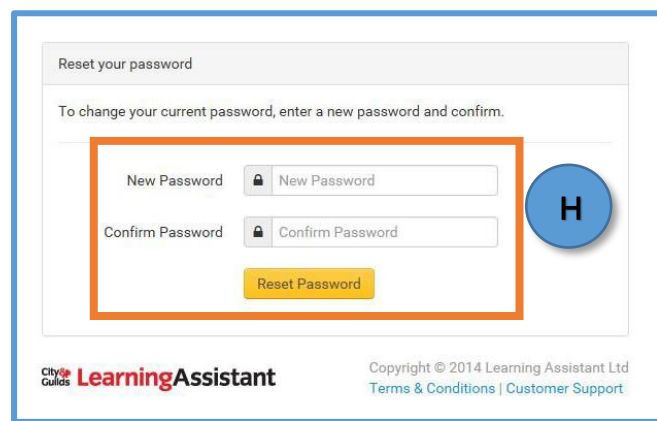 Reset your password
To change your current password, enter a new password and confirm.
New Password New Password
H
Confirm Password Confirm Password
Reset Password
City& Guilds LearningAssistant
Copyright © 2014 Learning Assistant Ltd
Terms & Conditions | Customer Support